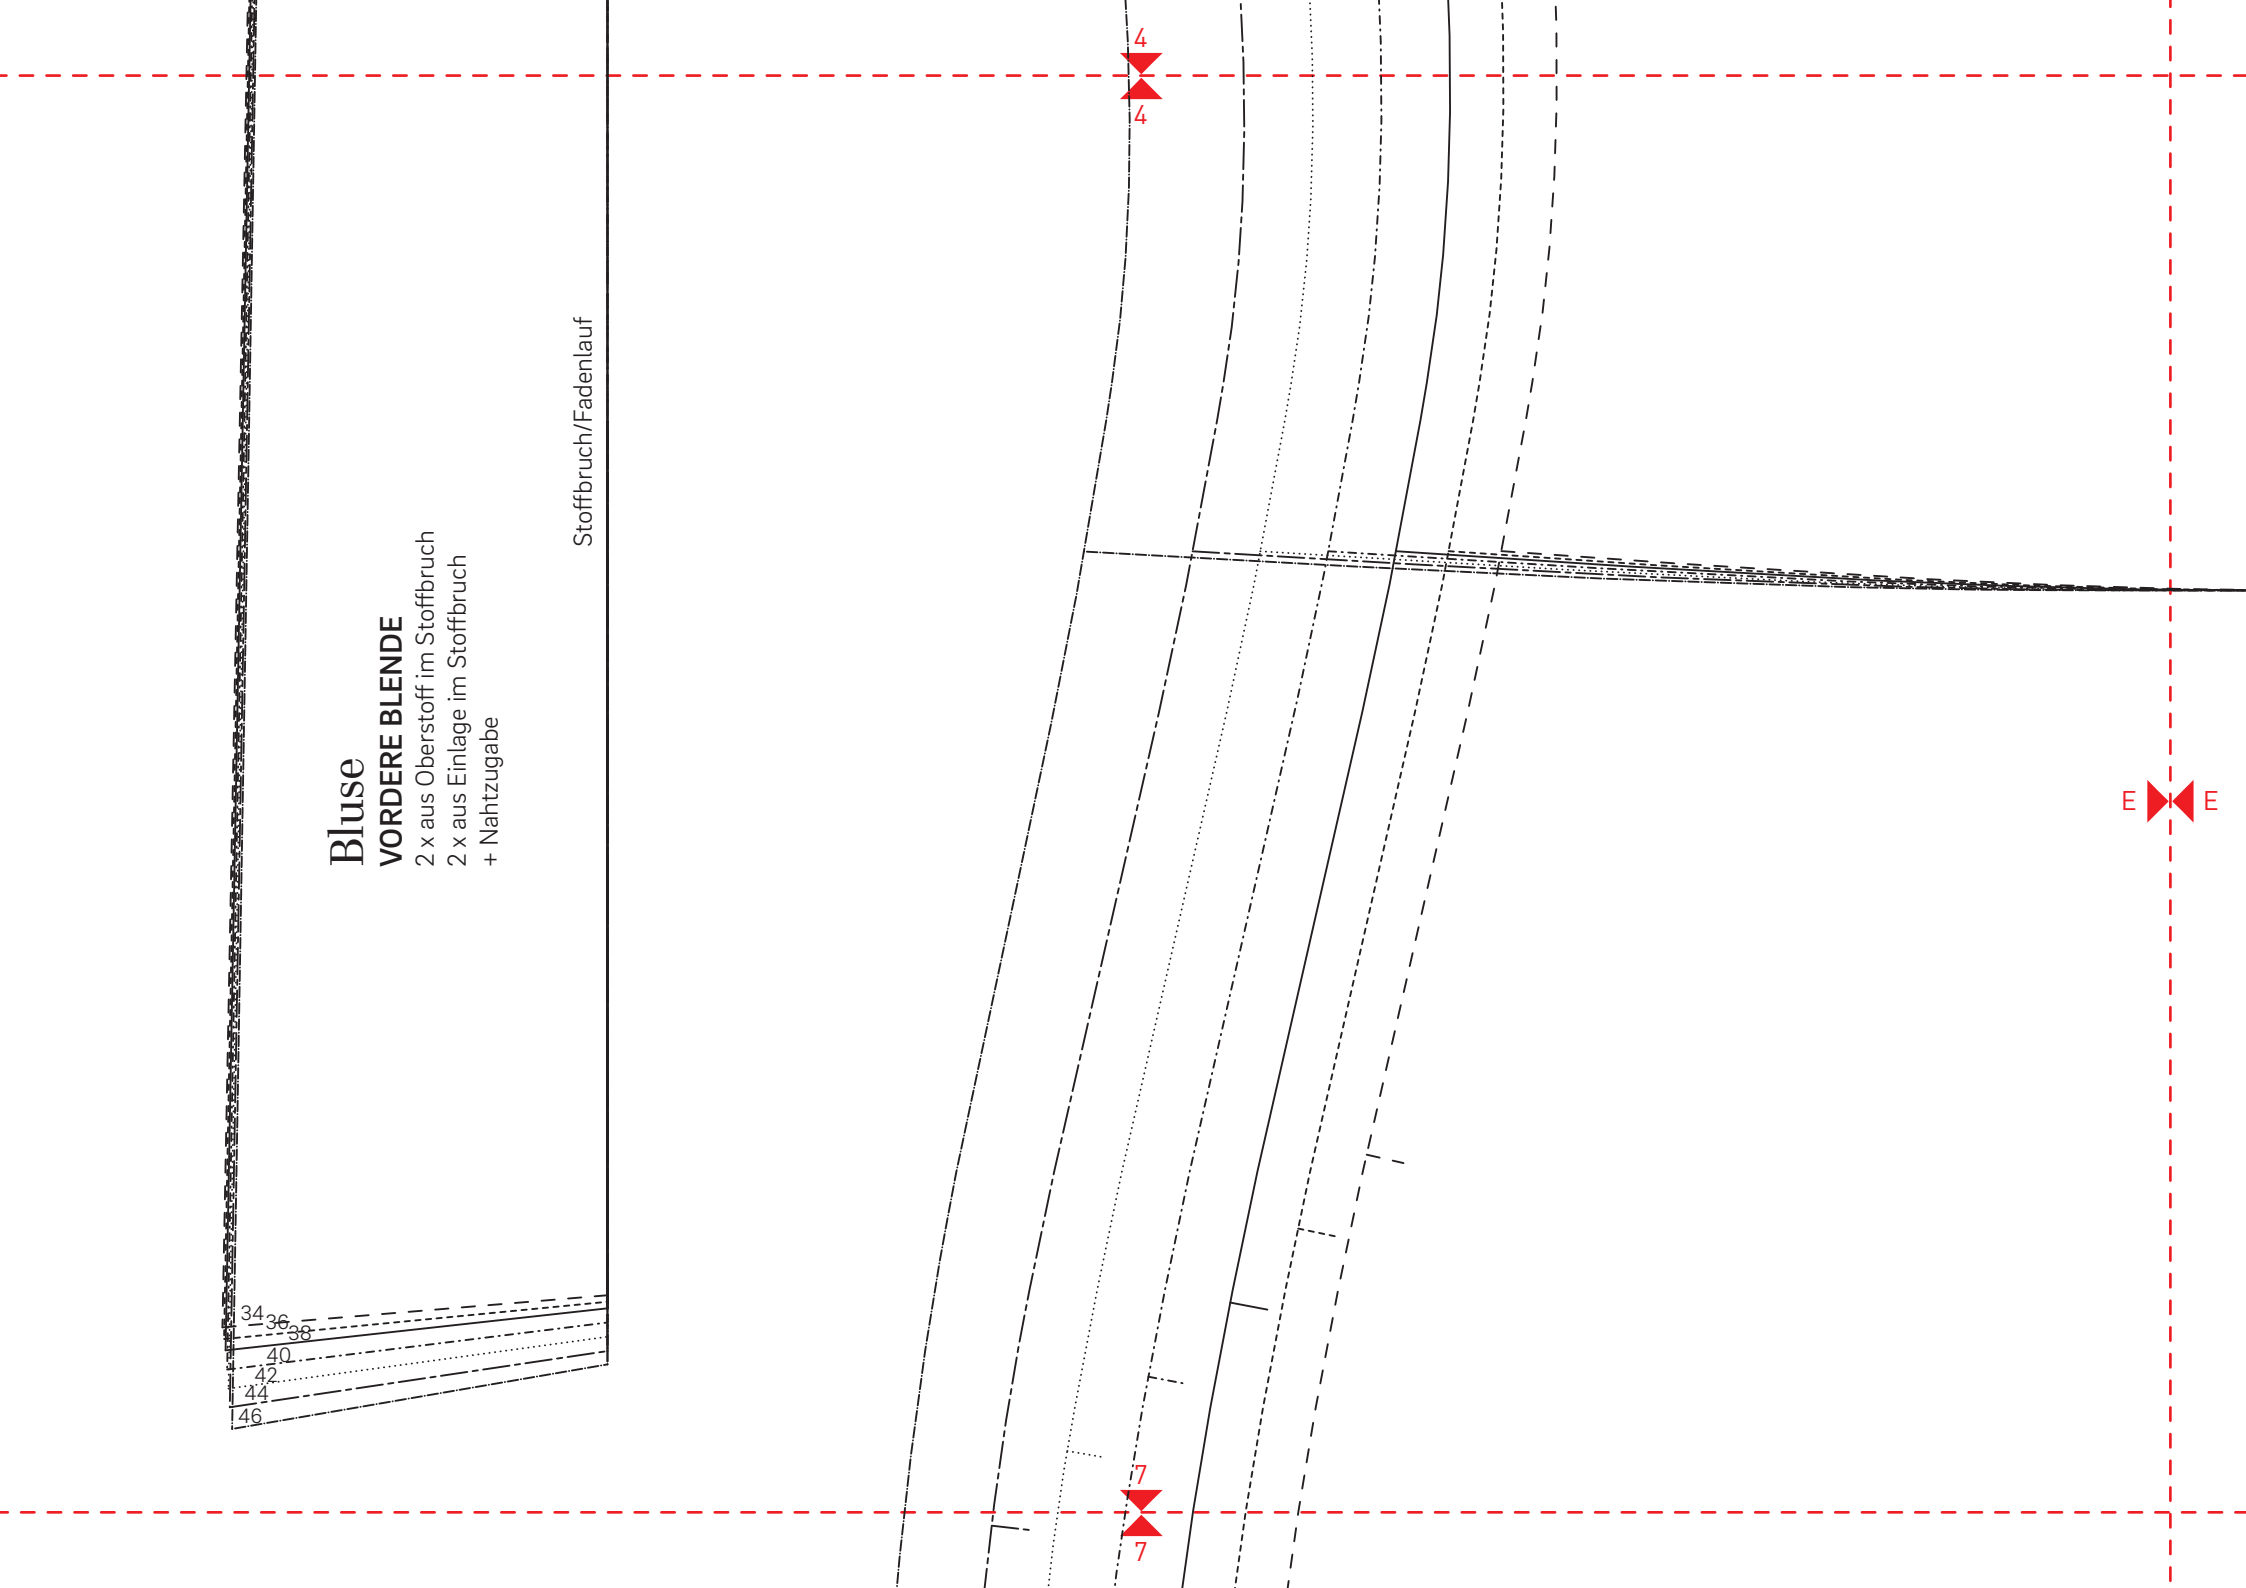 4
4
Stoffbruch/Fadenlauf
Bluse
VORDERE BLENDE
2 x aus Oberstoff im Stoffbruch
2 x aus Einlage im Stoffbruch
+ Nahtzugabe
E E
34
36
38
40
42
44
46
7
7